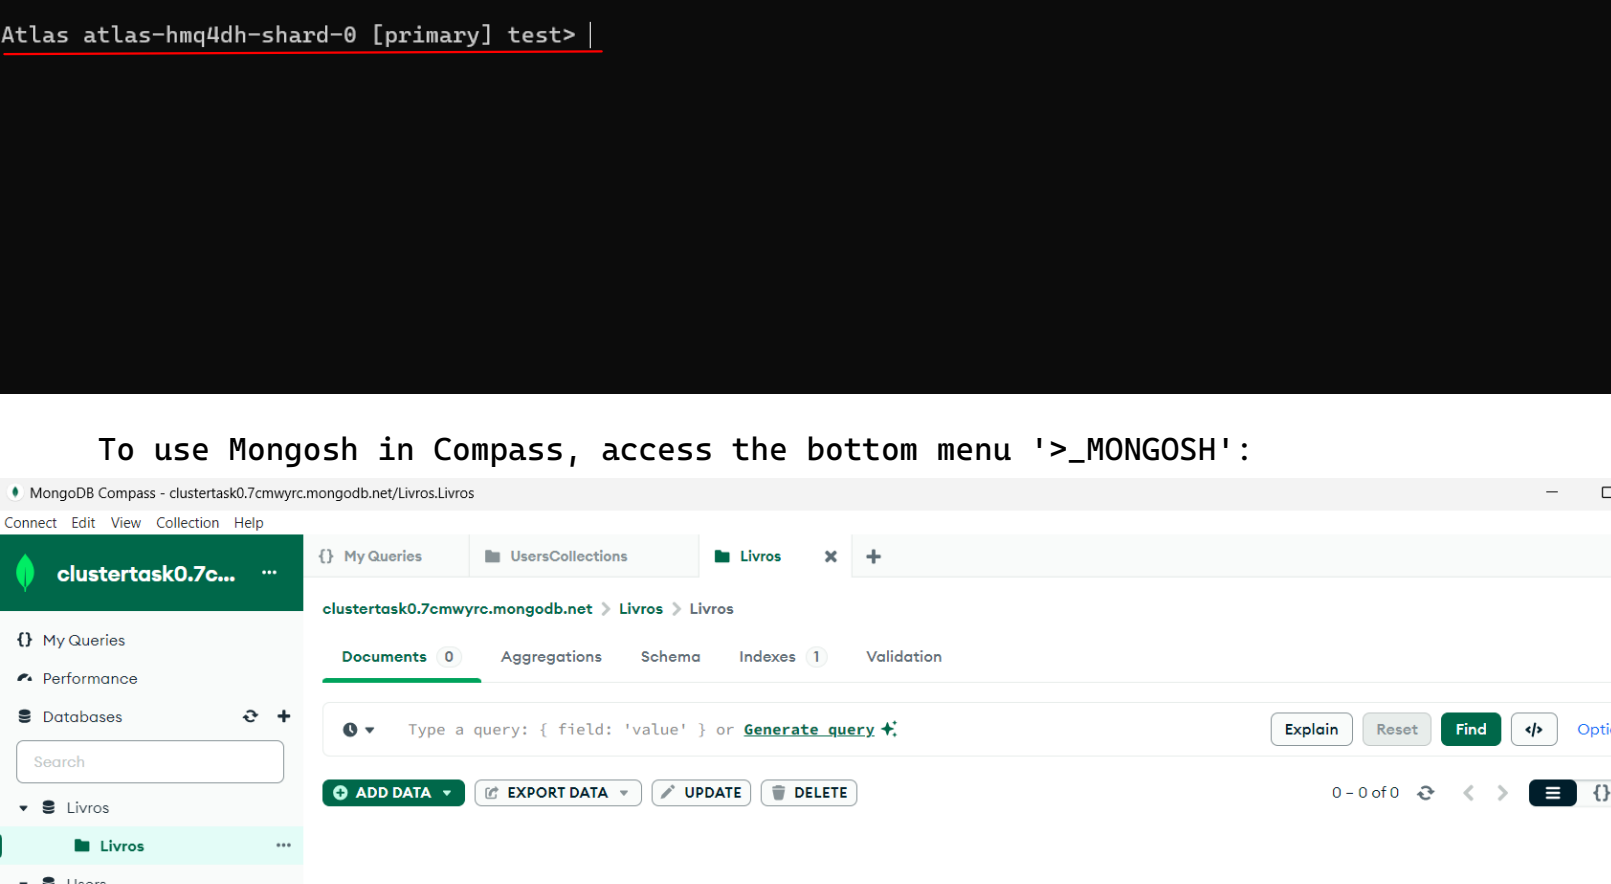 Atlas atlas-hmq4dh-shard-0 [primary] test>
To use Mongosh in Compass, access the bottom menu '>_MONGOSH':
MongoDB Compass - clustertask0.7cmwyrc.mongodb.net/Livros.Livros
Connect Edit View Collection Help
clustertask0.7c... ...
{} My Queries UsersCollections Livros
clustertask0.7cmwyrc.mongodb.net > Livros > Livros
{} My Queries
Documents 0 Aggregations Schema Indexes 1 Validation
Performance
Databases
Type a query: { field: 'value' } or Generate query Explain Reset Find </>
Search
ADD DATA EXPORT DATA UPDATE DELETE 0 – 0 of 0 {}
Livros
Livros ...
Users